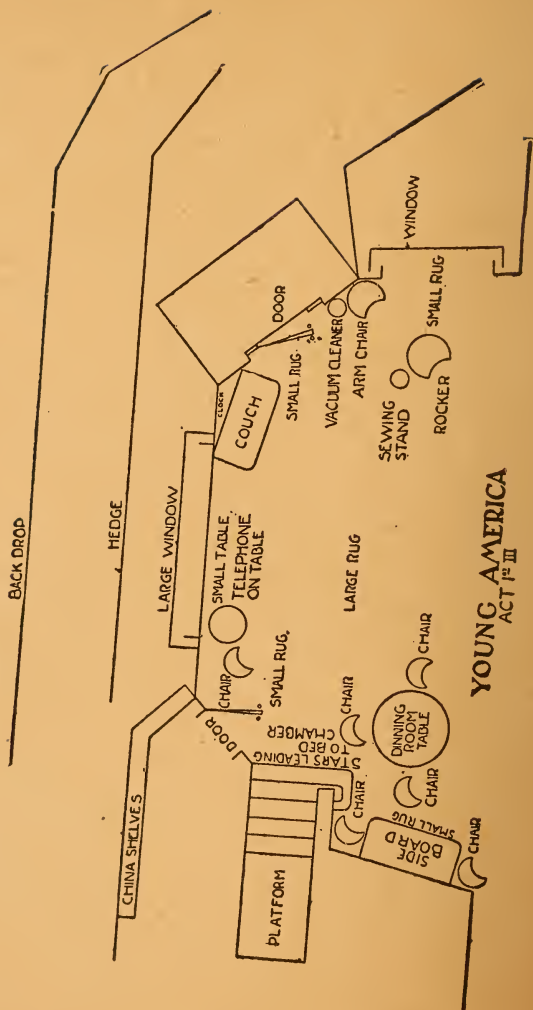 BACK DROP
HEDGE
LARGE WINDOW
CHINA SHELVES
DOOR
PLATFORM
STARS LEADING
TO BED
CHAMBER
CHAIR
SMALL RUG.
SMALL TABLE
TELEPHONE
ON TABLE
CLOCK
COUCH
DOOR
SMALL RUG
VACUUM CLEANER
ARM CHAIR
WINDOW
SMALL RUG
SEWING
STAND
ROCKER
LARGE RUG
CHAIR
CHAIR
CHAIR
CHAIR
DINNING
ROOM
TABLE
SMALL RUG
SIDE
BOARD
CHAIR
YOUNG AMERICA
ACT 1st III